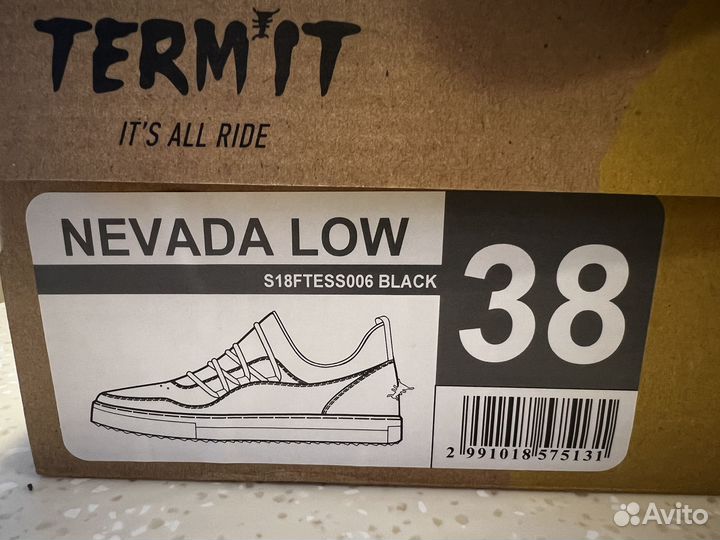 TERMIT
IT'S ALL RIDE
NEVADA LOW
S18FTESS006 BLACK
38
2 991018 575131
Avito